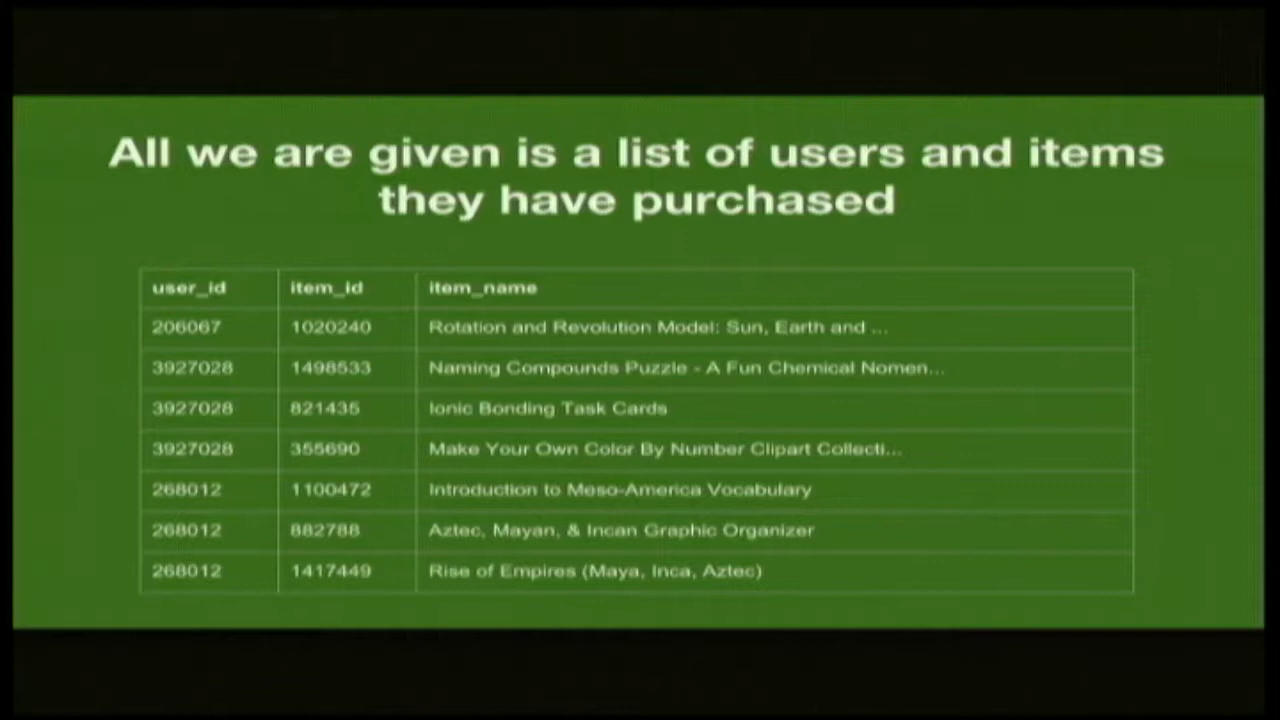 All we are given is a list of users and items
they have purchased
user_id item_id item_name
206067 1020240 Rotation and Revolution Model: Sun, Earth and ...
3927028 1498533 Naming Compounds Puzzle - A Fun Chemical Nomen...
3927028 821435 Ionic Bonding Task Cards
3927028 355690 Make Your Own Color By Number Clipart Collecti...
268012 1100472 Introduction to Meso-America Vocabulary
268012 882788 Aztec, Mayan, & Incan Graphic Organizer
268012 1417449 Rise of Empires (Maya, Inca, Aztec)